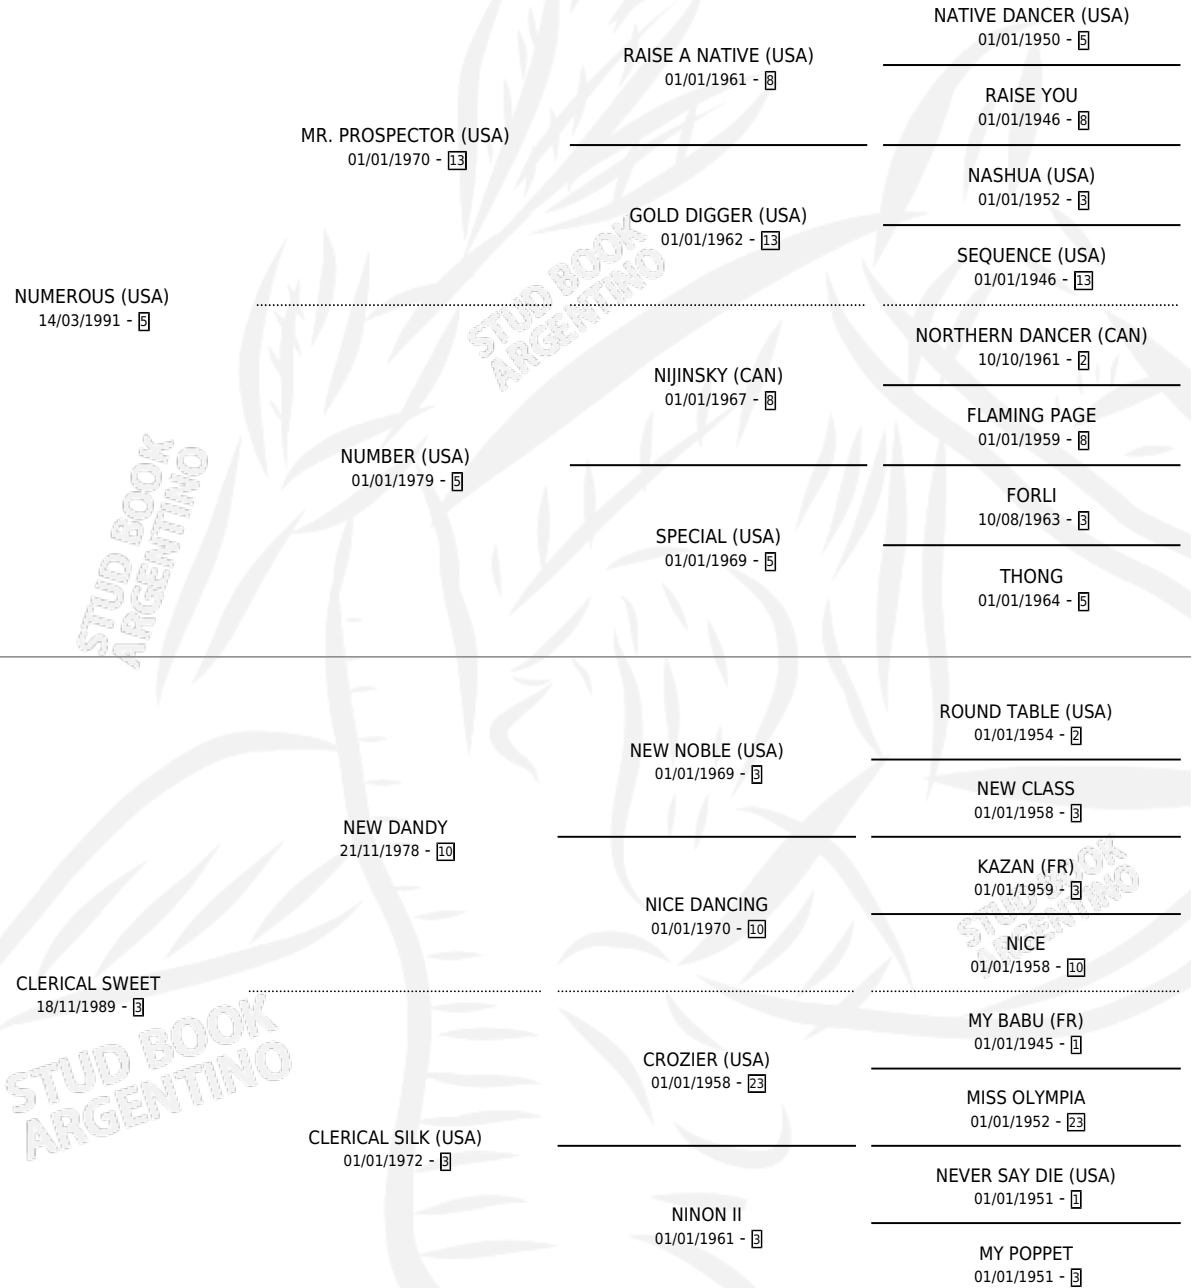 NATIVE DANCER (USA)
01/01/1950 - 5
RAISE A NATIVE (USA)
01/01/1961 - 8
RAISE YOU
01/01/1946 - 8
MR. PROSPECTOR (USA)
01/01/1970 - 13
NASHUA (USA)
01/01/1952 - 3
GOLD DIGGER (USA)
01/01/1962 - 13
SEQUENCE (USA)
01/01/1946 - 13
NUMEROUS (USA)
14/03/1991 - 5
NORTHERN DANCER (CAN)
10/10/1961 - 2
NIJINSKY (CAN)
01/01/1967 - 8
FLAMING PAGE
01/01/1959 - 8
NUMBER (USA)
01/01/1979 - 5
FORLI
10/08/1963 - 3
SPECIAL (USA)
01/01/1969 - 5
THONG
01/01/1964 - 5
ROUND TABLE (USA)
01/01/1954 - 2
NEW NOBLE (USA)
01/01/1969 - 3
NEW CLASS
01/01/1958 - 3
NEW DANDY
21/11/1978 - 10
KAZAN (FR)
01/01/1959 - 3
NICE DANCING
01/01/1970 - 10
NICE
01/01/1958 - 10
CLERICAL SWEET
18/11/1989 - 3
MY BABU (FR)
01/01/1945 - 1
CROZIER (USA)
01/01/1958 - 23
MISS OLYMPIA
01/01/1952 - 23
CLERICAL SILK (USA)
01/01/1972 - 3
NEVER SAY DIE (USA)
01/01/1951 - 1
NINON II
01/01/1961 - 3
MY POPPET
01/01/1951 - 3
STUD BOOK
ARGENTINO
STUD BOOK
ARGENTINO
STUD BOOK
ARGENTINO
STUD BOOK
ARGENTINO